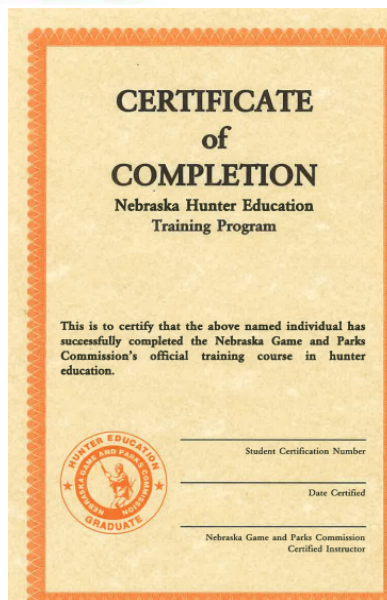 CERTIFICATE
of
COMPLETION
Nebraska Hunter Education
Training Program
This is to certify that the above named individual has
successfully completed the Nebraska Game and Parks
Commission's official training course in hunter
education.
HUNTER EDUCATION
NEBRASKA GAME AND PARKS COMMISSION
GRADUATE
Student Certification Number
Date Certified
Nebraska Game and Parks Commission
Certified Instructor